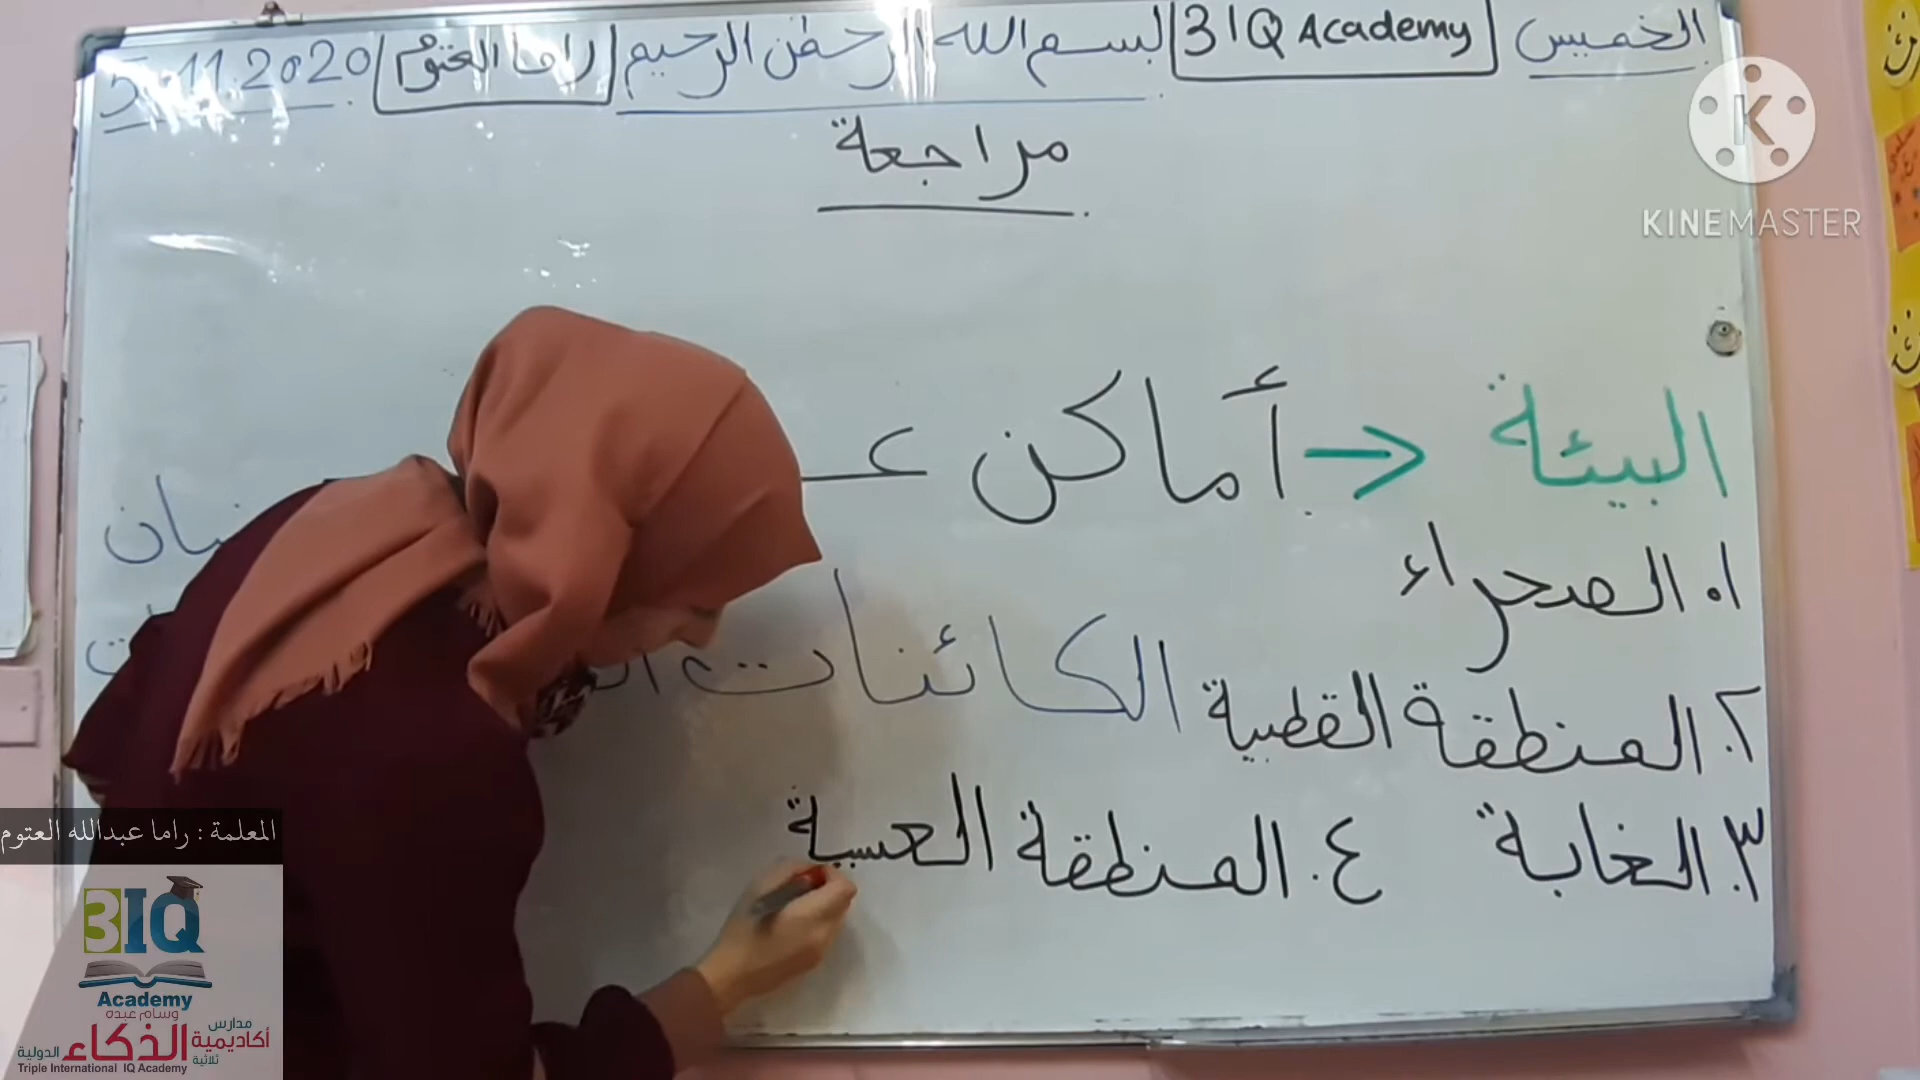 الخميس 3IQ Academy بسم الله الرحمن الرحيم راما العتوم 5.11.2020
مراجعة
KINEMASTER
البيئة ← أماكن
١. الصحراء
الكائنات
٢. المنطقة القطبية
٣. الغابة ٤. المنطقة العسبية
المعلمة : راما عبدالله العتوم
3IQ
Academy
وسام عبده
مدارس
أكاديمية الذكاء الدولية
ثلاثية
Triple International IQ Academy